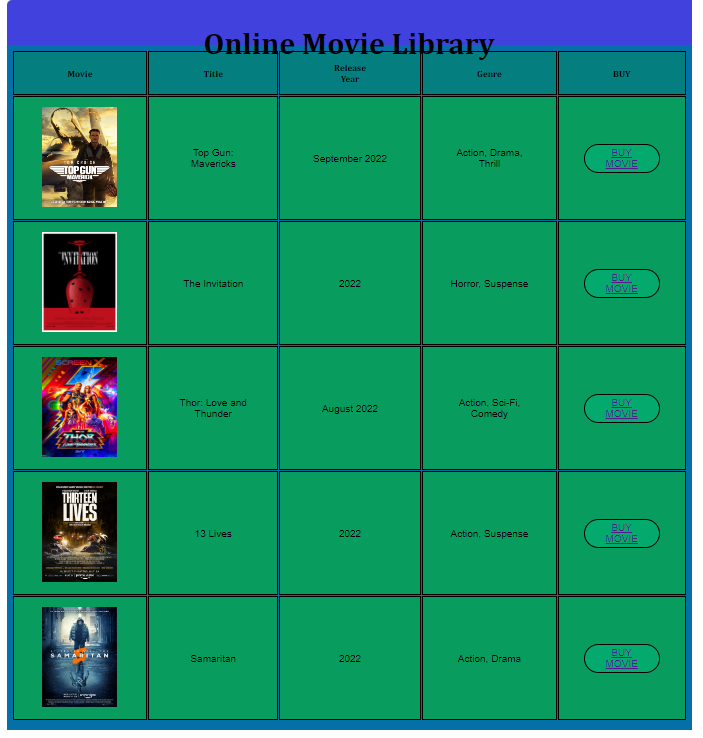 Online Movie Library
Movie
Title
Release
Year
Genre
BUY
TOP GUN
MAVERICK
Top Gun:
Mavericks
September 2022
Action, Drama,
Thrill
BUY
MOVIE
INVITATION
The Invitation
2022
Horror, Suspense
BUY
MOVIE
SCREEN X
THOR
Thor: Love and
Thunder
August 2022
Action, Sci-Fi,
Comedy
BUY
MOVIE
THIRTEEN
LIVES
13 Lives
2022
Action, Suspense
BUY
MOVIE
SAMARITAN
Samaritan
2022
Action, Drama
BUY
MOVIE